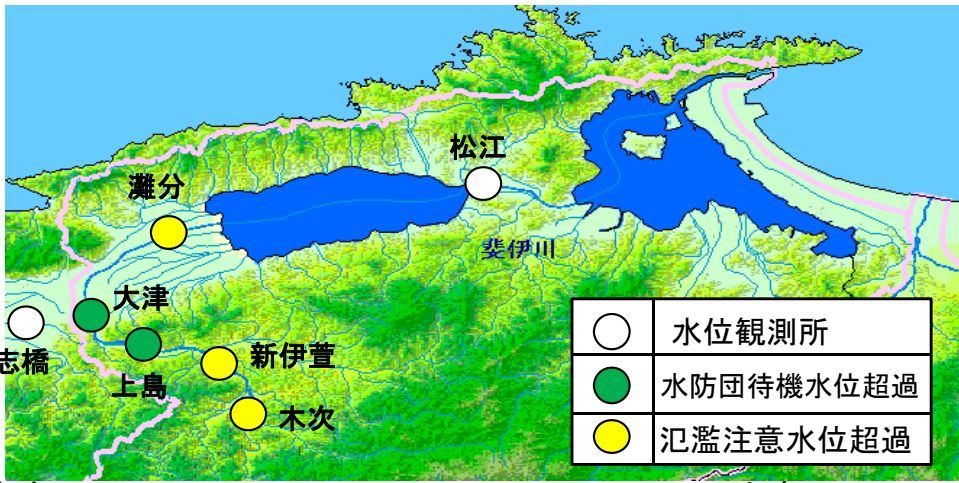 松江
灘分
斐伊川
大津
志橋
新伊萱
上島
木次
水位観測所
水防団待機水位超過
氾濫注意水位超過